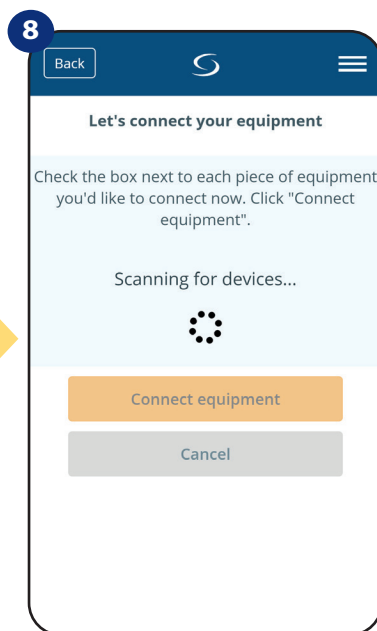 8
Back
Let's connect your equipment
Check the box next to each piece of equipment
you'd like to connect now. Click "Connect
equipment".
Scanning for devices...
Connect equipment
Cancel